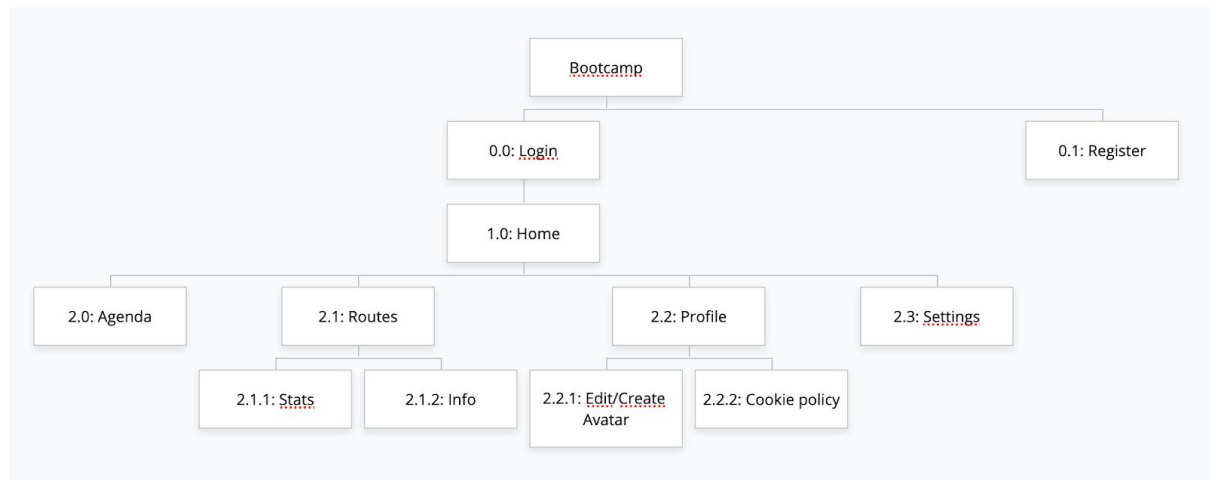 Bootcamp
0.0: Login
0.1: Register
1.0: Home
2.0: Agenda
2.1: Routes
2.2: Profile
2.3: Settings
2.1.1: Stats
2.1.2: Info
2.2.1: Edit/Create
Avatar
2.2.2: Cookie policy